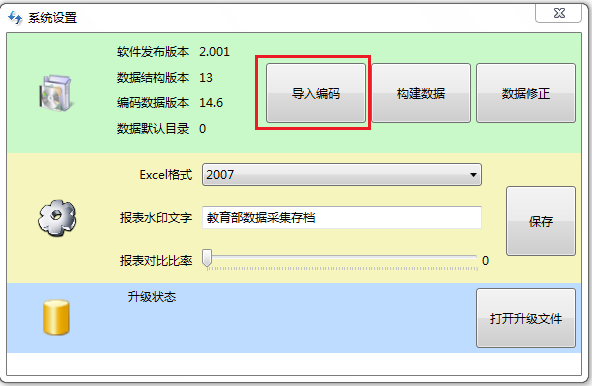 系统设置
软件发布版本 2.001
数据结构版本 13
编码数据版本 14.6
数据默认目录 0
导入编码 构建数据 数据修正
Excel格式 2007
报表水印文字 教育部数据采集存档
报表对比比率 0
保存
升级状态
打开升级文件